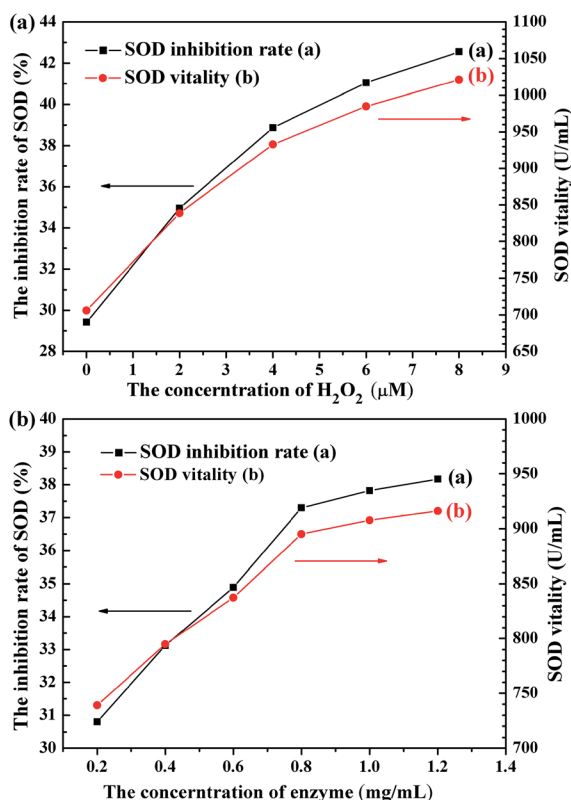 (a)
44
42
40
38
36
35
34
33
32
31
30
28
The inhibition rate of SOD (%)
SOD inhibition rate (a)
SOD vitality (b)
(a)
(b)
1100
1050
1000
950
900
850
800
750
700
650
SOD vitality (U/mL)
0 1 2 3 4 5 6 7 8 9
The concerntration of H2O2 (μM)
(b)
40
39
38
37
36
35
34
33
32
31
30
The inhibition rate of SOD (%)
SOD inhibition rate (a)
SOD vitality (b)
(a)
(b)
1000
950
900
850
800
750
700
SOD vitality (U/mL)
0.2 0.4 0.6 0.8 1.0 1.2
The concerntration of enzyme (mg/mL)